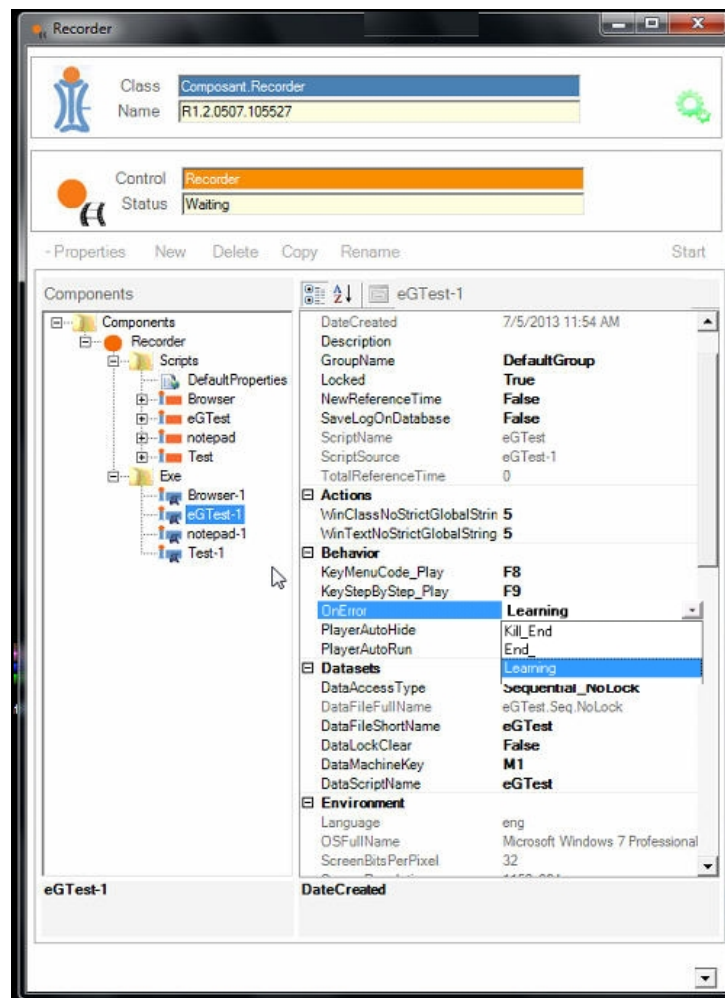 Recorder
Class Composant.Recorder
Name R1.2.0507.105527
Control Recorder
Status Waiting
- Properties New Delete Copy Rename Start
Components
Components
Recorder
Scripts
DefaultProperties
Browser
eGTest
notepad
Test
Exe
Browser-1
eGTest-1
notepad-1
Test-1
eGTest-1
DateCreated 7/5/2013 11:54 AM
Description
GroupName DefaultGroup
Locked True
NewReferenceTime False
SaveLogOnDatabase False
ScriptName eGTest
ScriptSource eGTest-1
TotalReferenceTime 0
Actions
WinClassNoStrictGlobalStrin 5
WinTextNoStrictGlobalString 5
Behavior
KeyMenuCode_Play F8
KeyStepByStep_Play F9
OnError Learning
PlayerAutoHide Kill_End
PlayerAutoRun End_
Learning
Datasets
DataAccessType Sequential_NoLock
DataFileFullName eGTest.Seq.NoLock
DataFileShortName eGTest
DataLockClear False
DataMachineKey M1
DataScriptName eGTest
Environment
Language eng
OSFullName Microsoft Windows 7 Professional
ScreenBitsPerPixel 32
eGTest-1
DateCreated